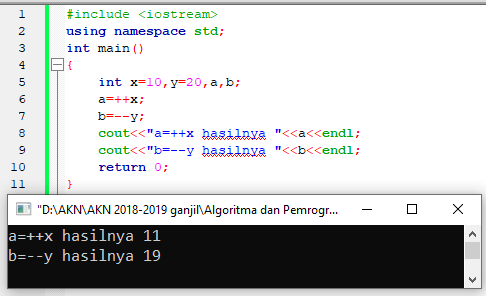 1 #include <iostream>
2 using namespace std;
3 int main()
4 {
5 int x=10,y=20,a,b;
6 a=++x;
7 b=--y;
8 cout<<"a=++x hasilnya "<<a<<endl;
9 cout<<"b=--y hasilnya "<<b<<endl;
10 return 0;
11 }
"D:\AKN\AKN 2018-2019 ganjil\Algoritma dan Pemrogr...
a=++x hasilnya 11
b=--y hasilnya 19